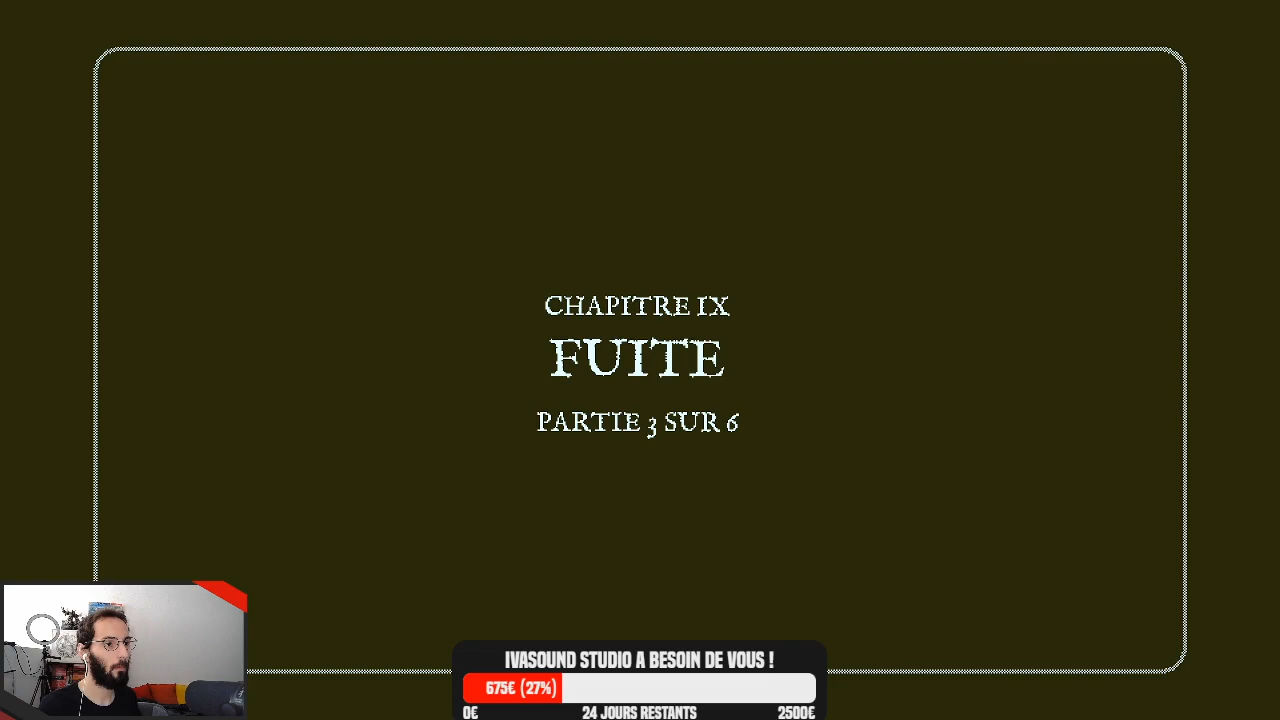 CHAPITRE IX
FUITE
PARTIE 3 SUR 6
IVASOUND STUDIO A BESOIN DE VOUS !
675€ (27%)
0€ 24 JOURS RESTANTS 2500€